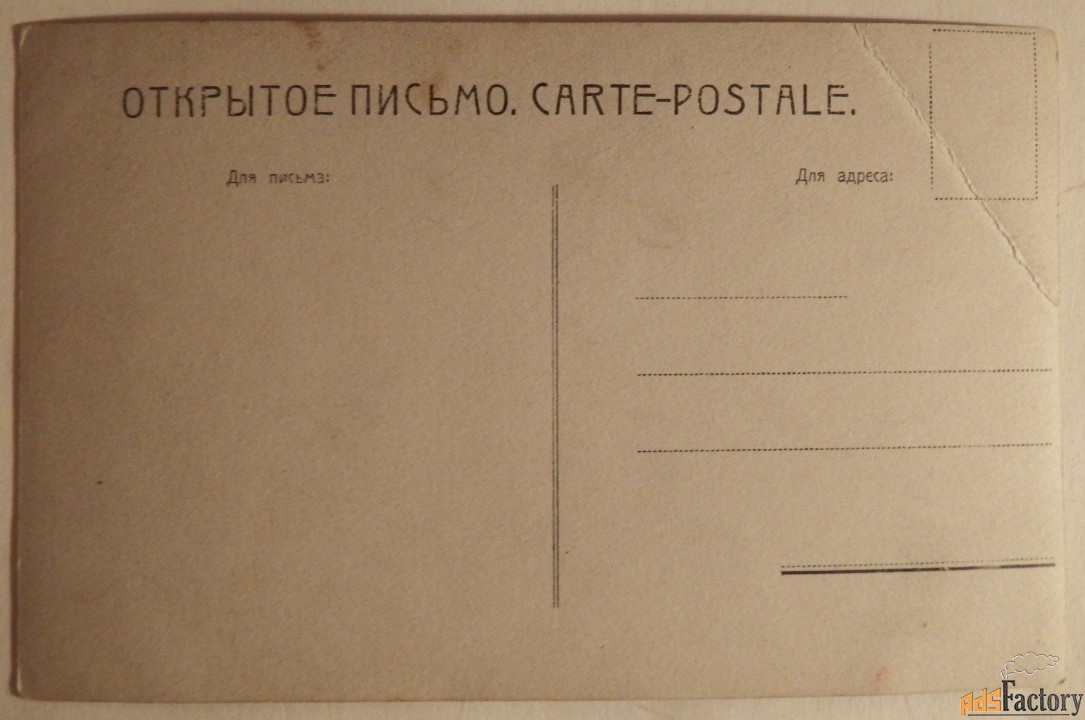 ОТКРЫТОЕ ПИСЬМО. CARTE-POSTALE.
Для письма:
Для адреса:
AdsFactory